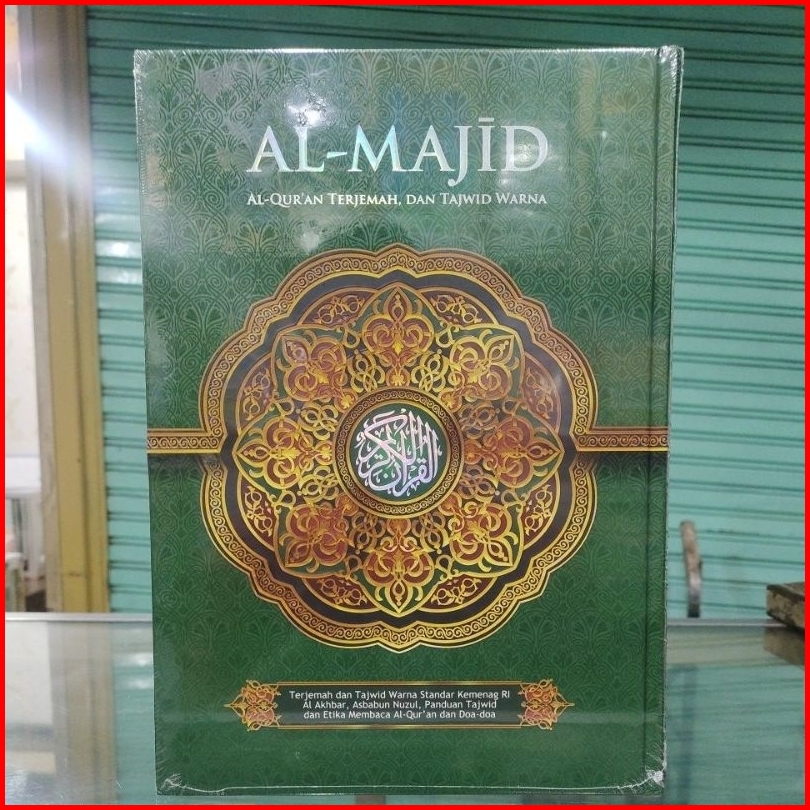 AL-MAJĪD
AL-QUR'AN TERJEMAH, DAN TAJWID WARNA
القرآن الكريم
Terjemah dan Tajwid Warna Standar Kemenag RI
Al Akhbar, Asbabun Nuzul, Panduan Tajwid
dan Etika Membaca Al-Qur'an dan Doa-doa